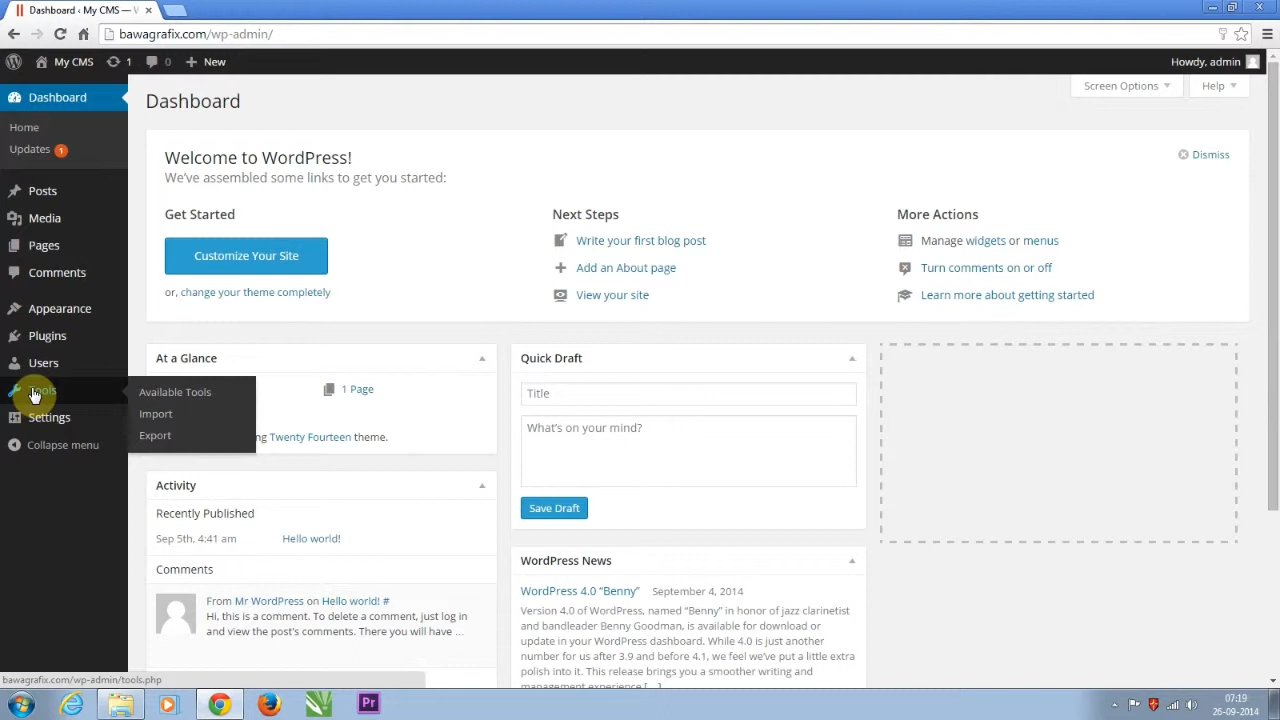 Dashboard ‹ My CMS — V
bawagrafix.com/wp-admin/
My CMS 1 0 New
Howdy, admin
Dashboard
Home
Updates 1
Posts
Media
Pages
Comments
Appearance
Plugins
Users
Tools
Settings
Collapse menu
Available Tools
Import
Export
Dashboard
Screen Options
Help
Welcome to WordPress!
We've assembled some links to get you started:
Dismiss
Get Started
Customize Your Site
or, change your theme completely
Next Steps
Write your first blog post
Add an About page
View your site
More Actions
Manage widgets or menus
Turn comments on or off
Learn more about getting started
At a Glance
1 Page
ng Twenty Fourteen theme.
Activity
Recently Published
Sep 5th, 4:41 am Hello world!
Comments
From Mr WordPress on Hello world! #
Hi, this is a comment. To delete a comment, just log in
and view the post's comments. There you will have ...
Quick Draft
Title
What's on your mind?
Save Draft
WordPress News
WordPress 4.0 “Benny” September 4, 2014
Version 4.0 of WordPress, named “Benny” in honor of jazz clarinetist
and bandleader Benny Goodman, is available for download or
update in your WordPress dashboard. While 4.0 is just another
number for us after 3.9 and before 4.1, we feel we've put a little extra
polish into it. This release brings you a smoother writing and
management experience [...]
bawagrafix.com/wp-admin/tools.php
Pr
07:19
26-09-2014